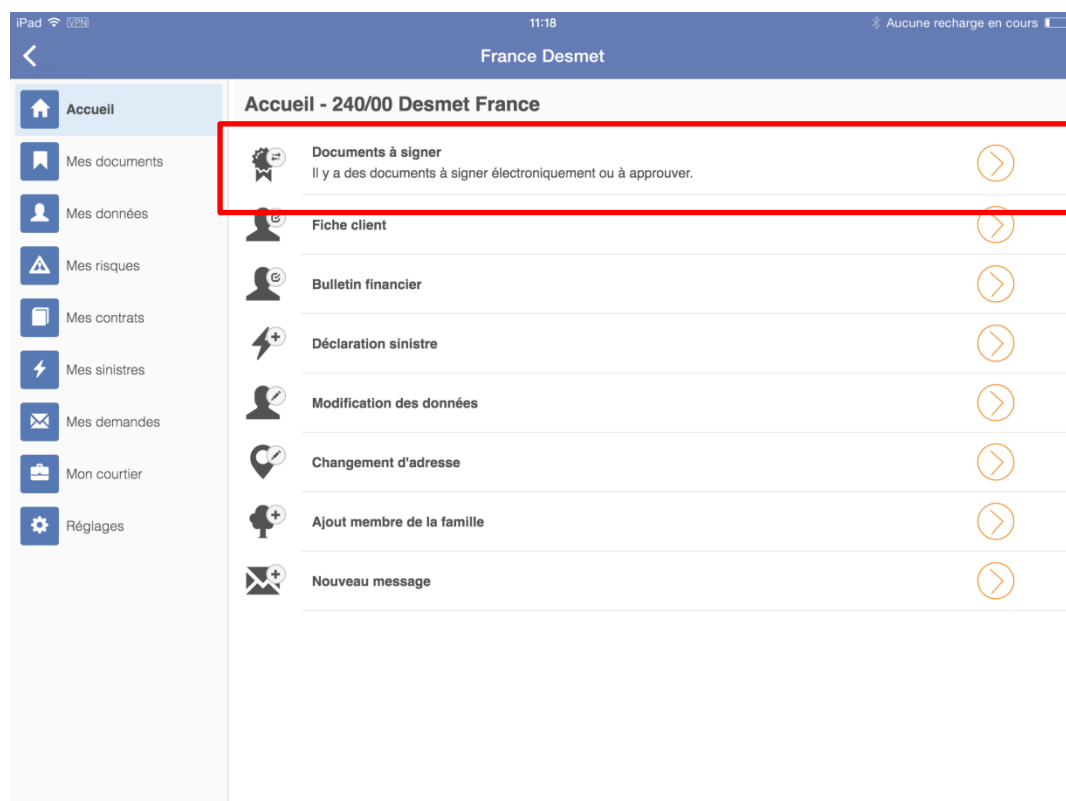 iPad VPN 11:18 Aucune recharge en cours
France Desmet
Accueil
Mes documents
Mes données
Mes risques
Mes contrats
Mes sinistres
Mes demandes
Mon courtier
Réglages
Accueil - 240/00 Desmet France
Documents à signer
Il y a des documents à signer électroniquement ou à approuver.
Fiche client
Bulletin financier
Déclaration sinistre
Modification des données
Changement d'adresse
Ajout membre de la famille
Nouveau message